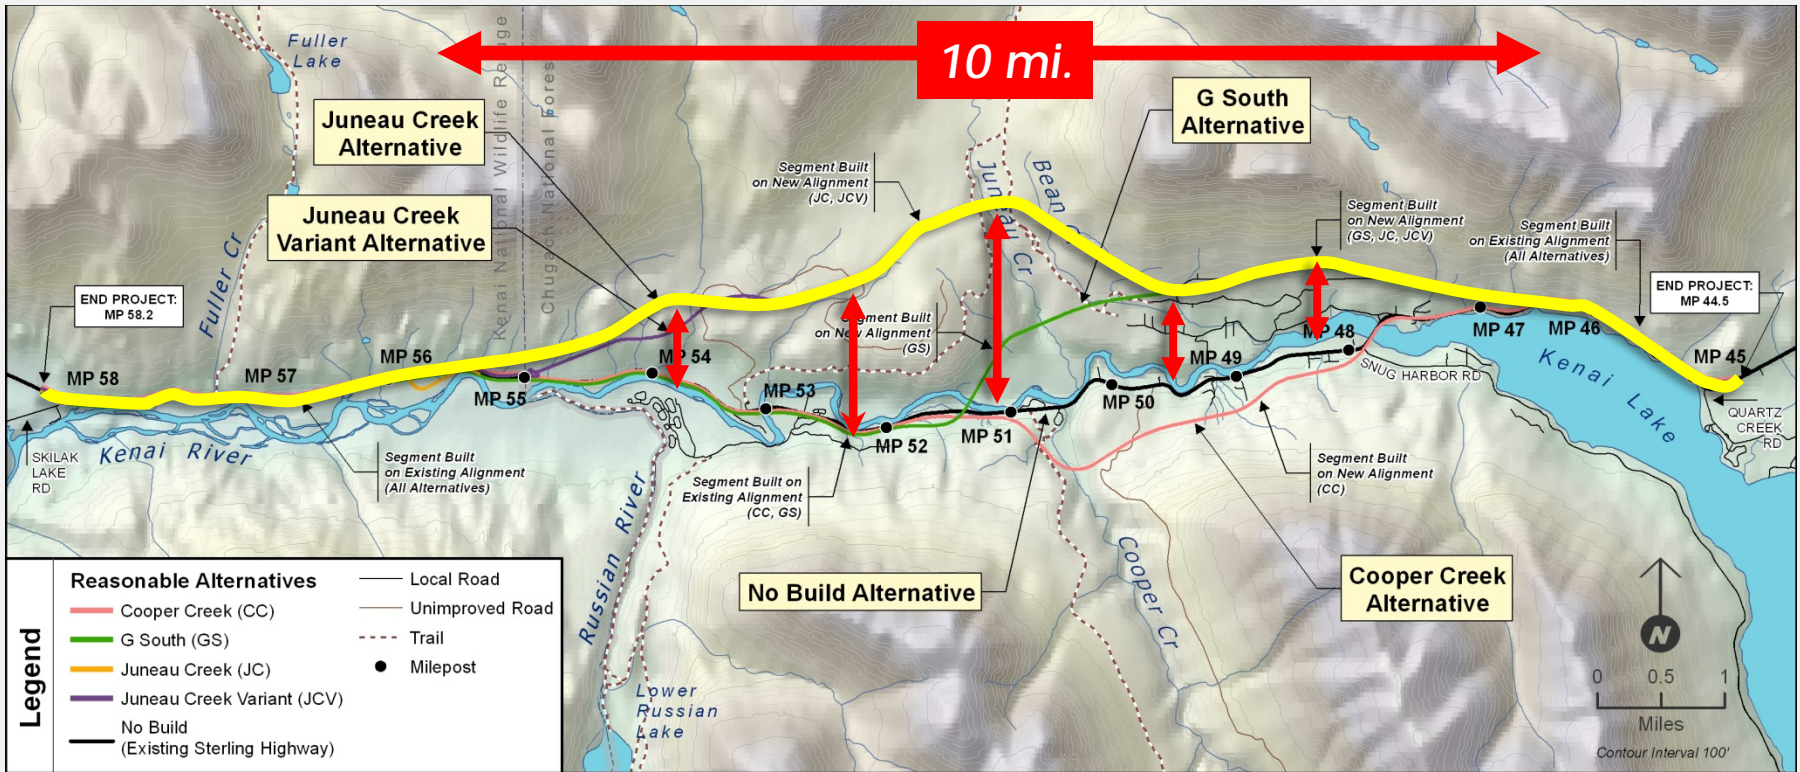 10 mi.
Fuller
Lake
Juneau Creek
Alternative
G South
Alternative
Kenai National Wildlife Refuge
Chugach National Forest
Segment Built
on New Alignment
(JC, JCV)
Juneau Cr
Bean Cr
Juneau Creek
Variant Alternative
Segment Built
on New Alignment
(GS, JC, JCV)
Segment Built
on Existing Alignment
(All Alternatives)
Fuller Cr
END PROJECT:
MP 58.2
END PROJECT:
MP 44.5
Segment Built
on New Alignment
(GS)
MP 58
MP 57
MP 56
MP 55
MP 54
MP 53
MP 52
MP 51
MP 50
MP 49
MP 48
MP 47
MP 46
MP 45
SNUG HARBOR RD
Kenai Lake
QUARTZ
CREEK
RD
SKILAK
LAKE
RD
Kenai River
Segment Built
on Existing Alignment
(All Alternatives)
Segment Built on
Existing Alignment
(CC, GS)
Segment Built
on New Alignment
(CC)
Russian River
Cooper Cr
No Build Alternative
Cooper Creek
Alternative
Lower
Russian
Lake
Legend
Reasonable Alternatives
Cooper Creek (CC)
G South (GS)
Juneau Creek (JC)
Juneau Creek Variant (JCV)
No Build
(Existing Sterling Highway)
Local Road
Unimproved Road
Trail
Milepost
N
0 0.5 1
Miles
Contour Interval 100'